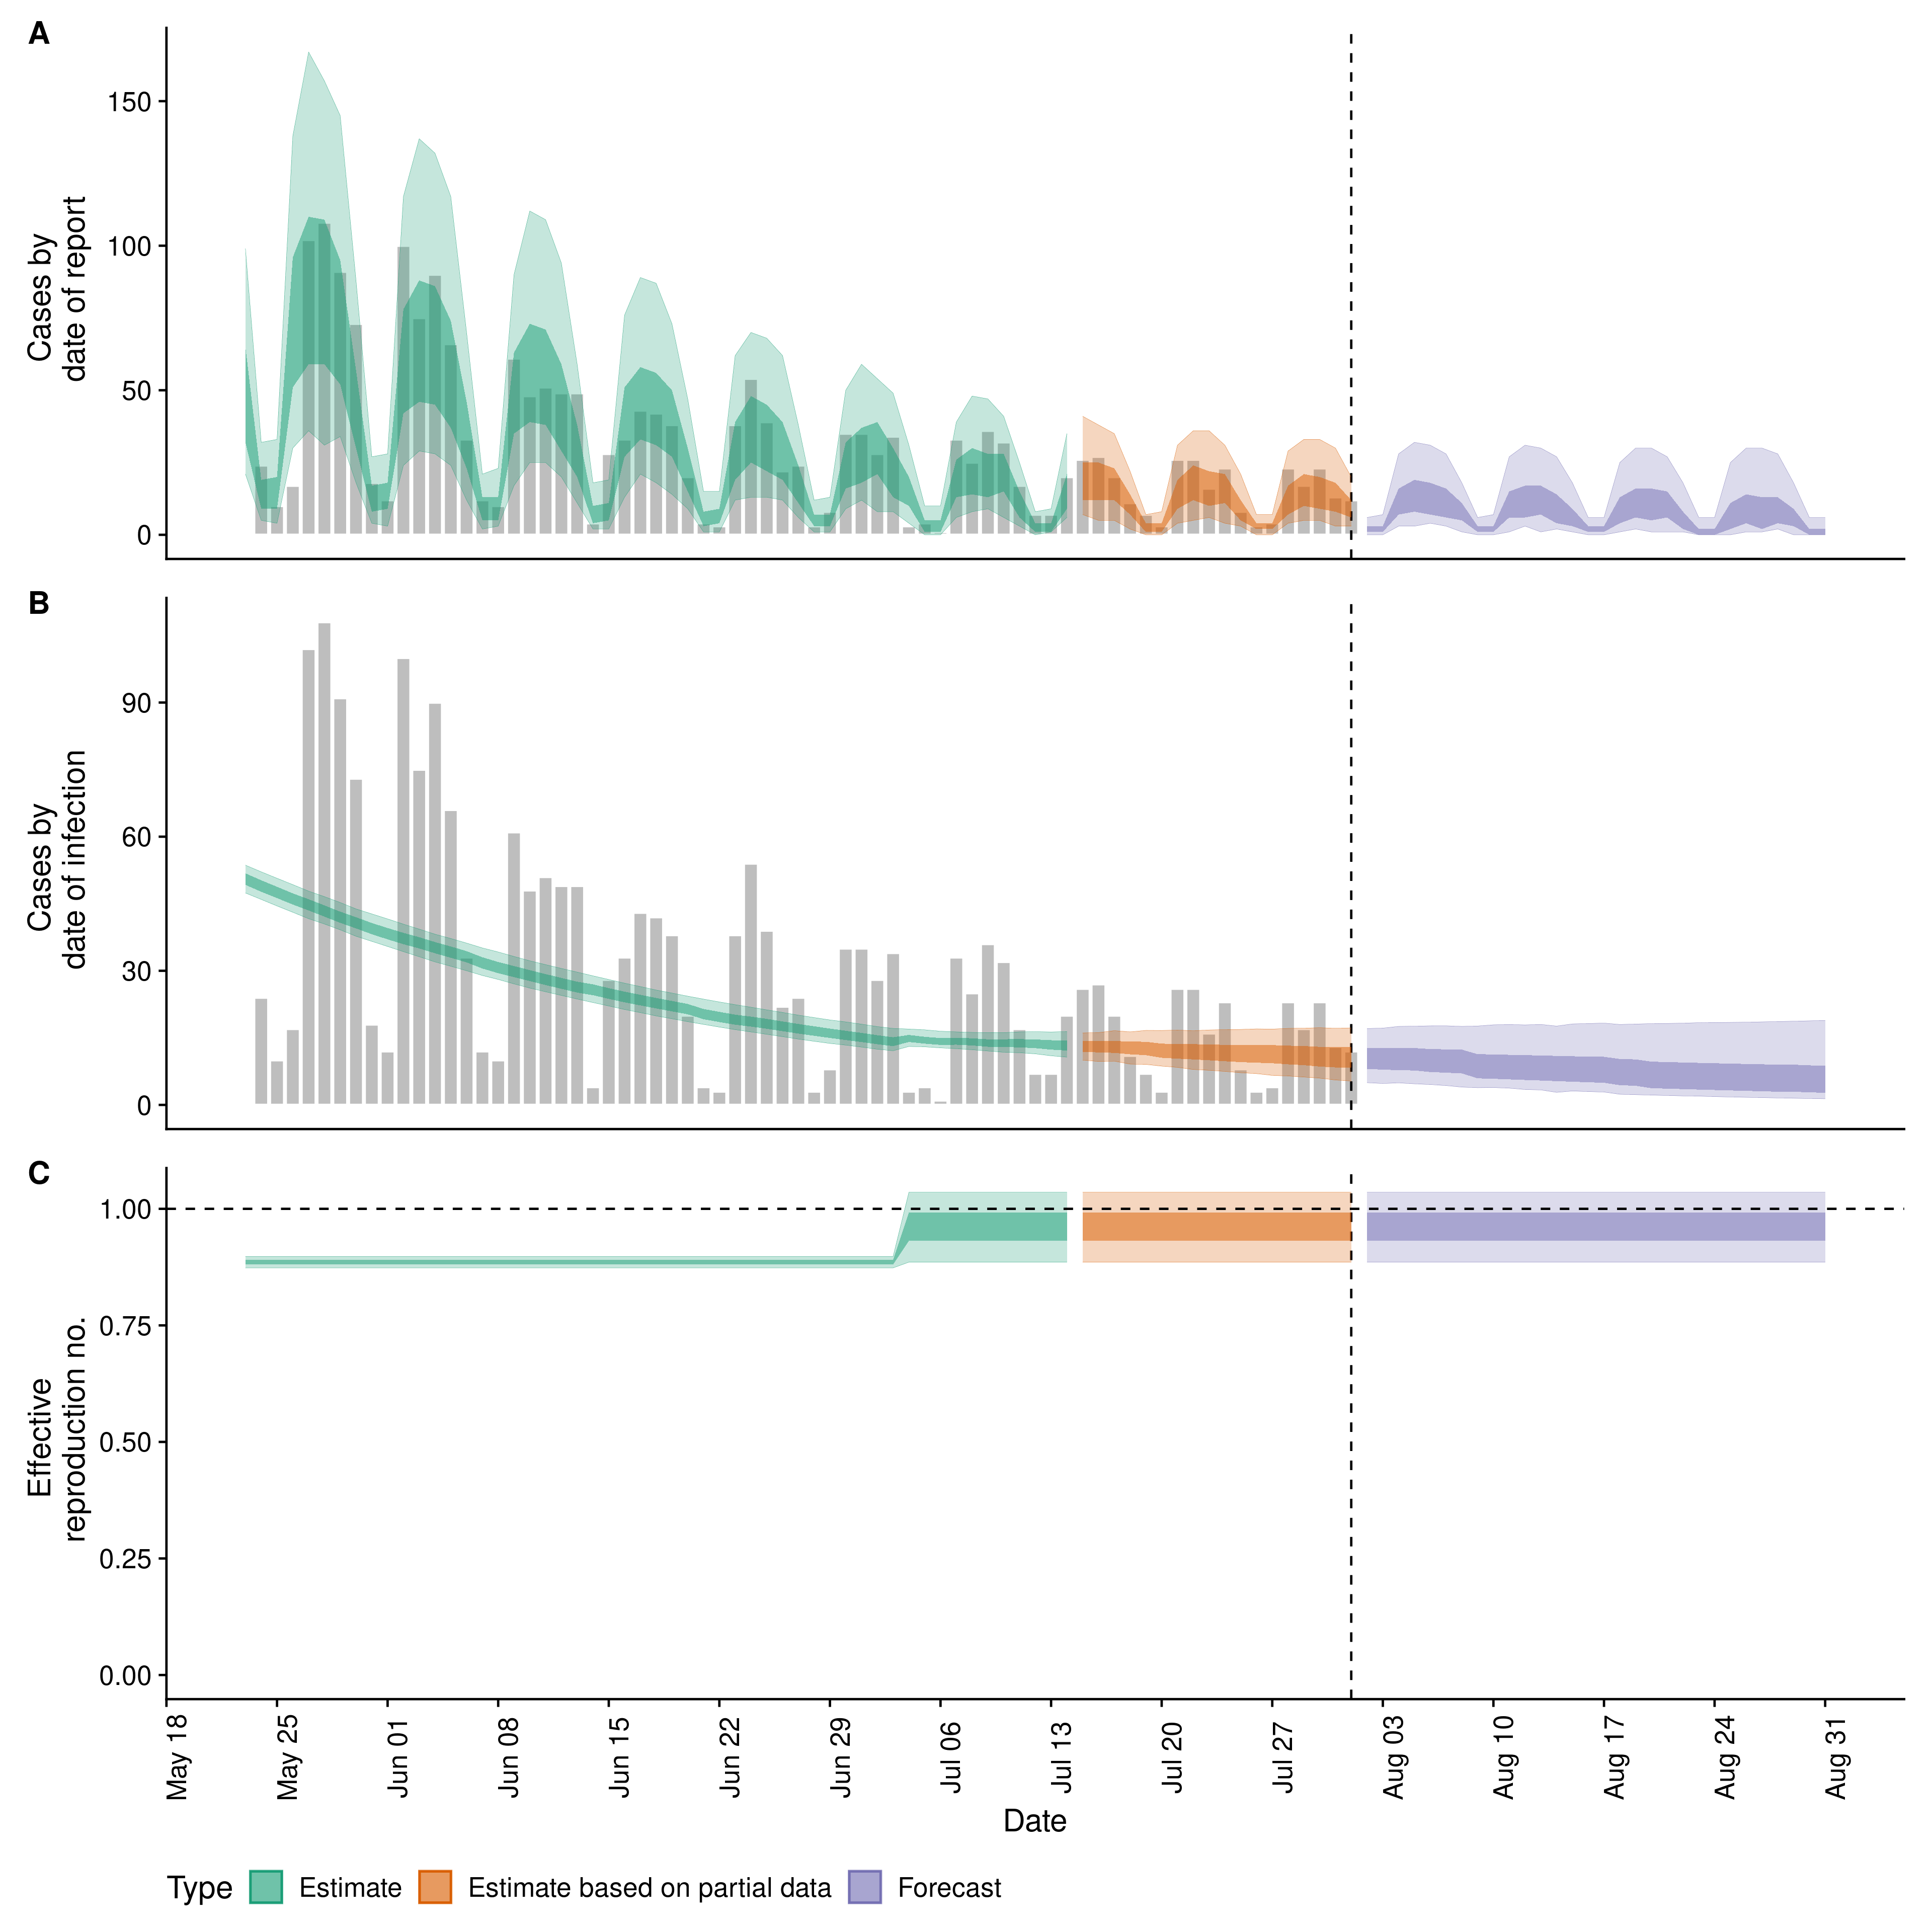 A
Cases by
date of report
150
100
50
0
B
Cases by
date of infection
90
60
30
0
C
Effective
reproduction no.
1.00
0.75
0.50
0.25
0.00
May 18
May 25
Jun 01
Jun 08
Jun 15
Jun 22
Jun 29
Jul 06
Jul 13
Jul 20
Jul 27
Aug 03
Aug 10
Aug 17
Aug 24
Aug 31
Date
Type Estimate Estimate based on partial data Forecast